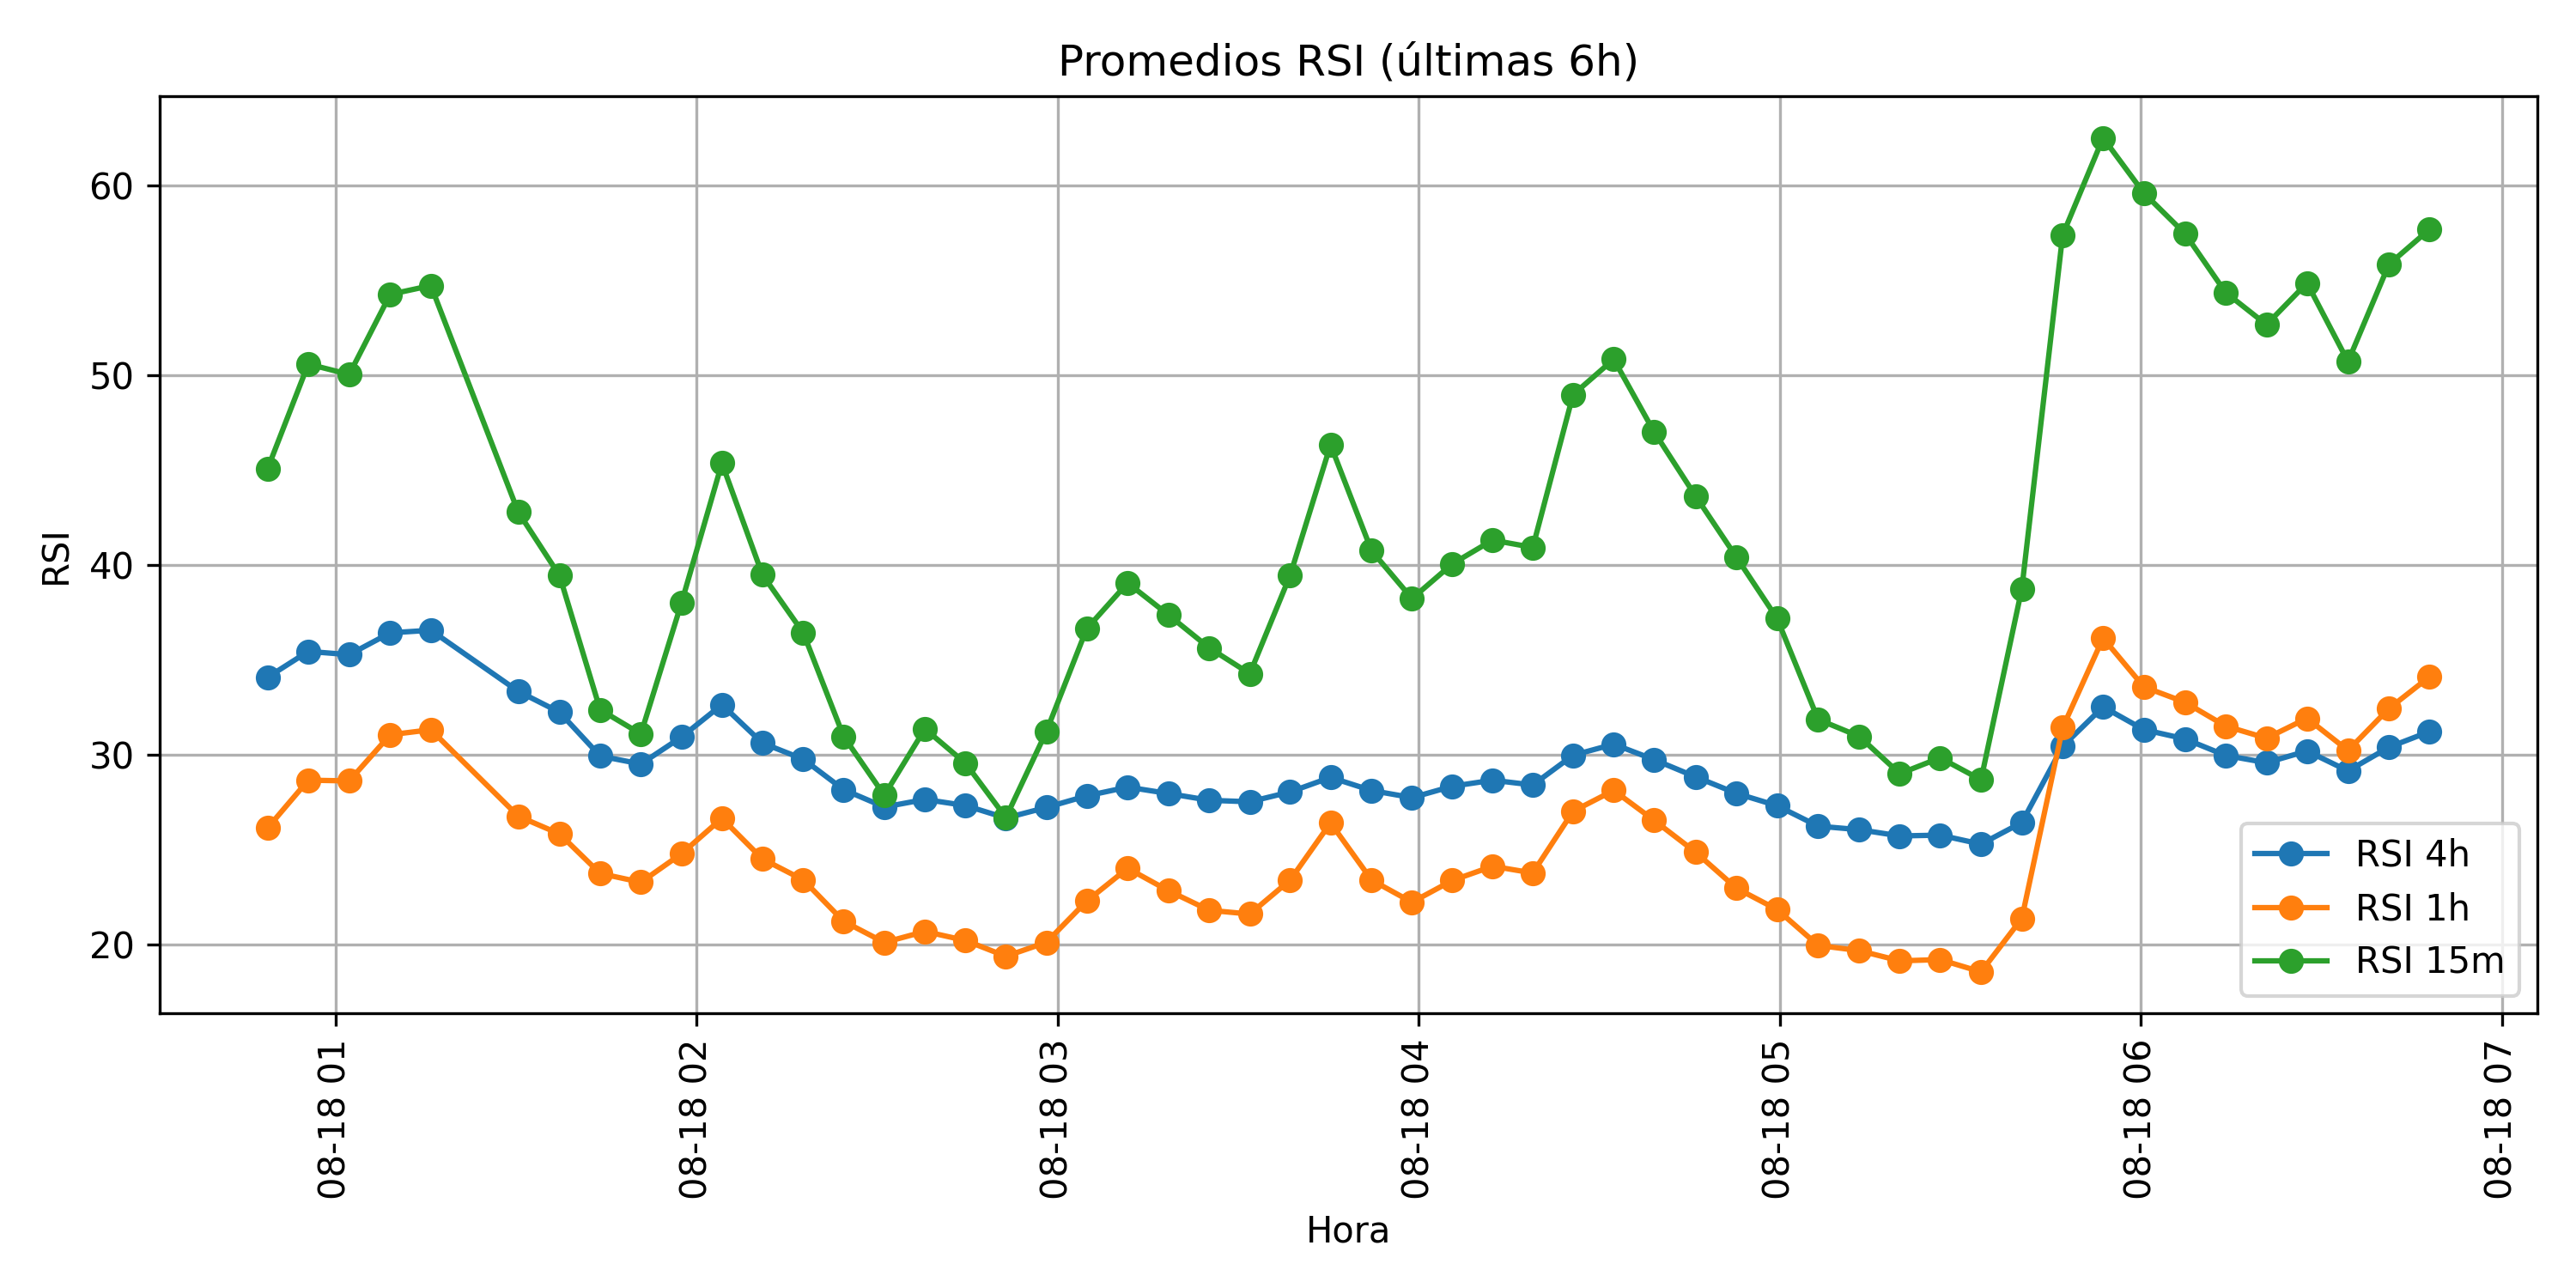 Promedios RSI (últimas 6h)
60
50
40
30
20
RSI
RSI 4h
RSI 1h
RSI 15m
08-18 01
08-18 02
08-18 03
08-18 04
08-18 05
08-18 06
08-18 07
Hora